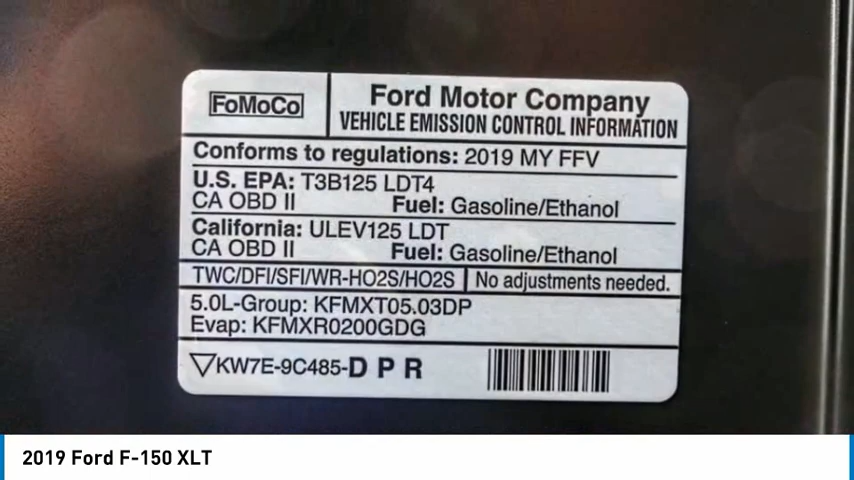 FoMoCo
Ford Motor Company
VEHICLE EMISSION CONTROL INFORMATION
Conforms to regulations: 2019 MY FFV
U.S. EPA: T3B125 LDT4
CA OBD II Fuel: Gasoline/Ethanol
California: ULEV125 LDT
CA OBD II Fuel: Gasoline/Ethanol
TWC/DFI/SFI/WR-HO2S/HO2S No adjustments needed.
5.0L-Group: KFMXT05.03DP
Evap: KFMXR0200GDG
KW7E-9C485-D P R
2019 Ford F-150 XLT